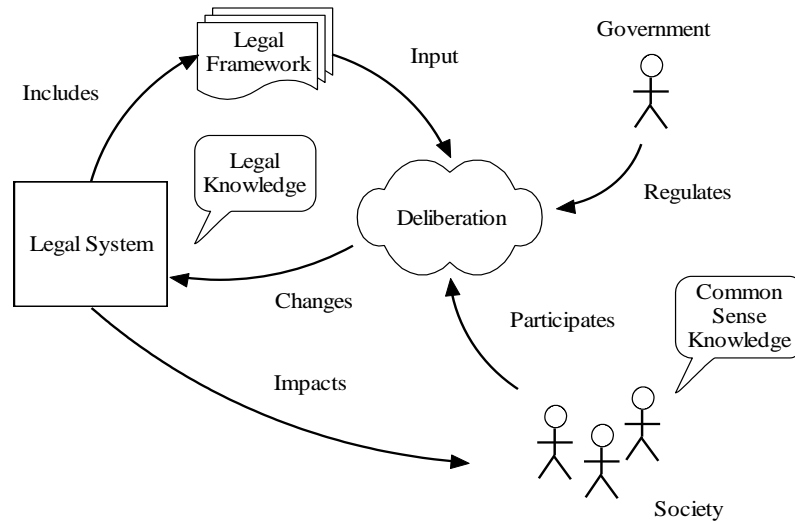 Legal
Framework
Input
Government
Includes
Legal
Knowledge
Deliberation
Regulates
Legal System
Changes
Participates
Common
Sense
Knowledge
Impacts
Society